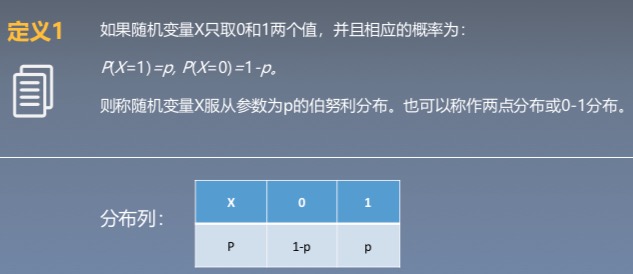 定义1
如果随机变量X只取0和1两个值，并且相应的概率为：
P(X=1)=p, P(X=0)=1-p。
则称随机变量X服从参数为p的伯努利分布。也可以称作两点分布或0-1分布。
分布列：
X 0 1
P 1-p p